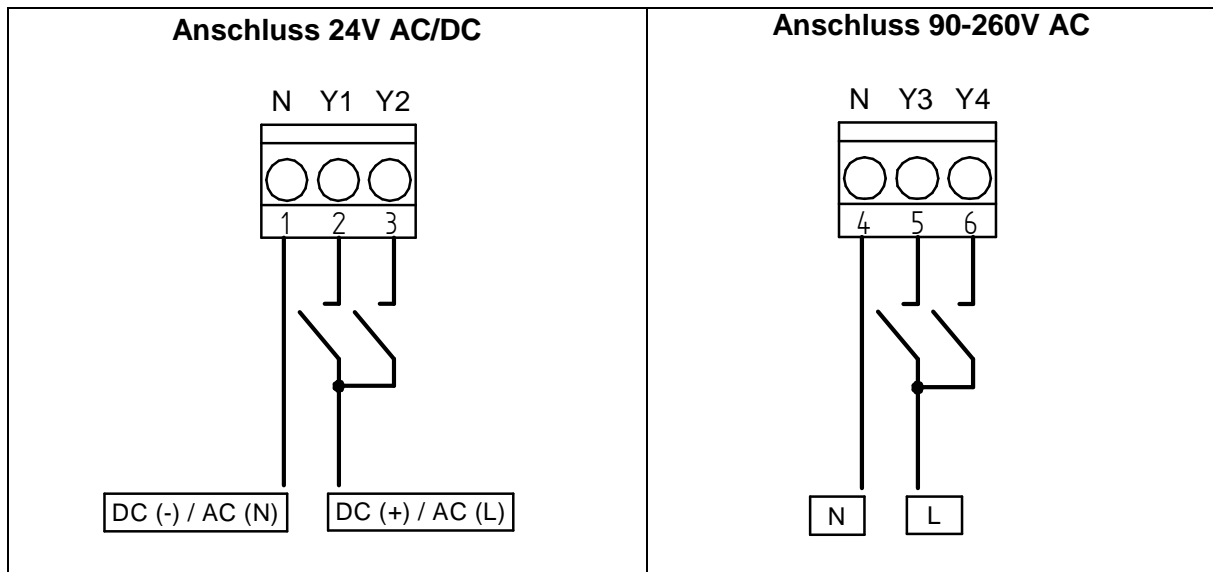 Anschluss 24V AC/DC
N Y1 Y2
1 2 3
DC (-) / AC (N) DC (+) / AC (L)
Anschluss 90-260V AC
N Y3 Y4
4 5 6
N L